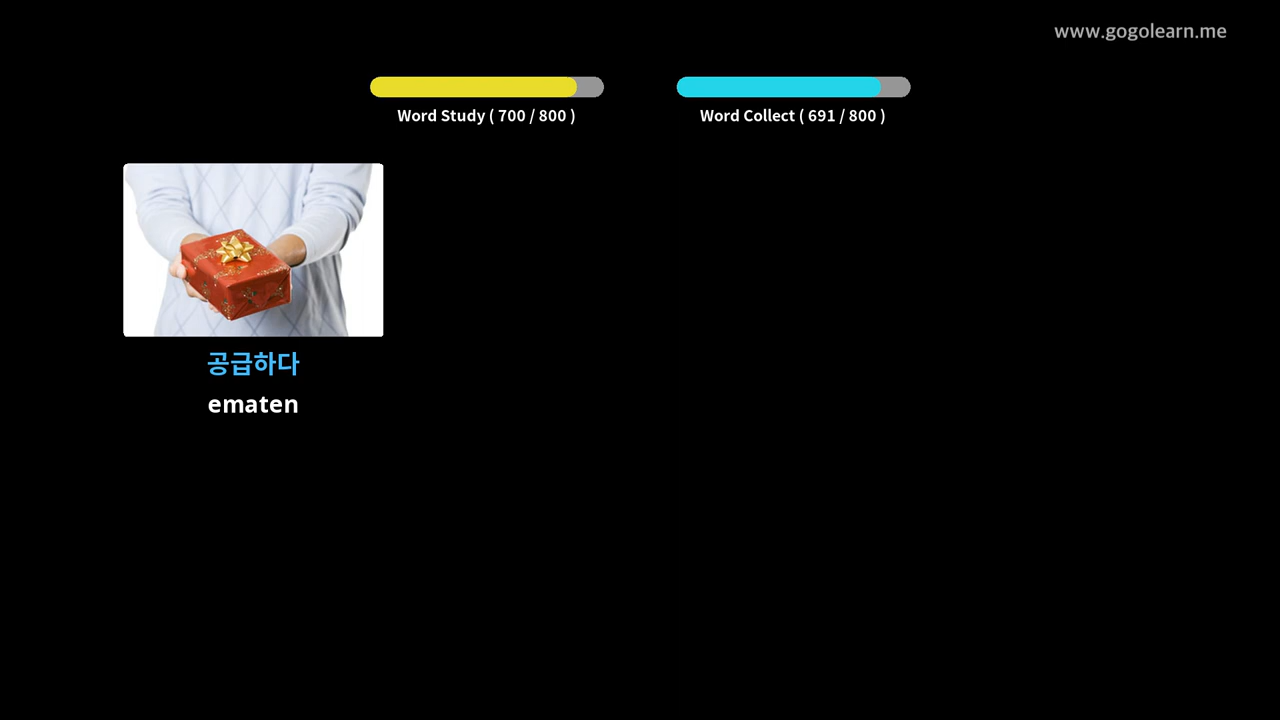 www.gogolearn.me
Word Study ( 700 / 800 )
Word Collect ( 691 / 800 )
공급하다
ematen